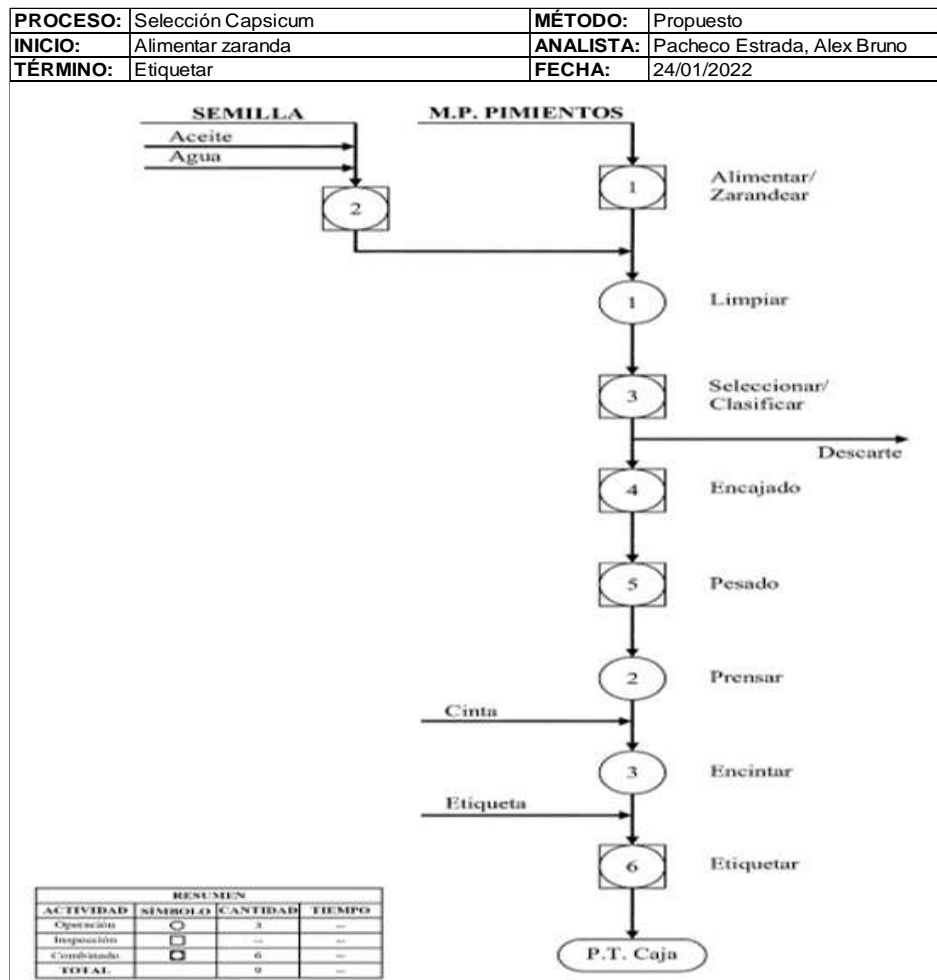 PROCESO: Selección Capsicum MÉTODO: Propuesto
INICIO: Alimentar zaranda ANALISTA: Pacheco Estrada, Alex Bruno
TÉRMINO: Etiquetar FECHA: 24/01/2022
SEMILLA M.P. PIMIENTOS
Aceite
Agua
1 Alimentar/
Zarandear
2
1 Limpiar
3 Seleccionar/
Clasificar
Descarte
4 Encajado
5 Pesado
2 Prensar
Cinta
3 Encintar
Etiqueta
6 Etiquetar
P.T. Caja
RESUMEN
ACTIVIDAD SÍMBOLO CANTIDAD TIEMPO
Operación 3 --
Inspección -- --
Combinado 6 --
TOTAL 9 --